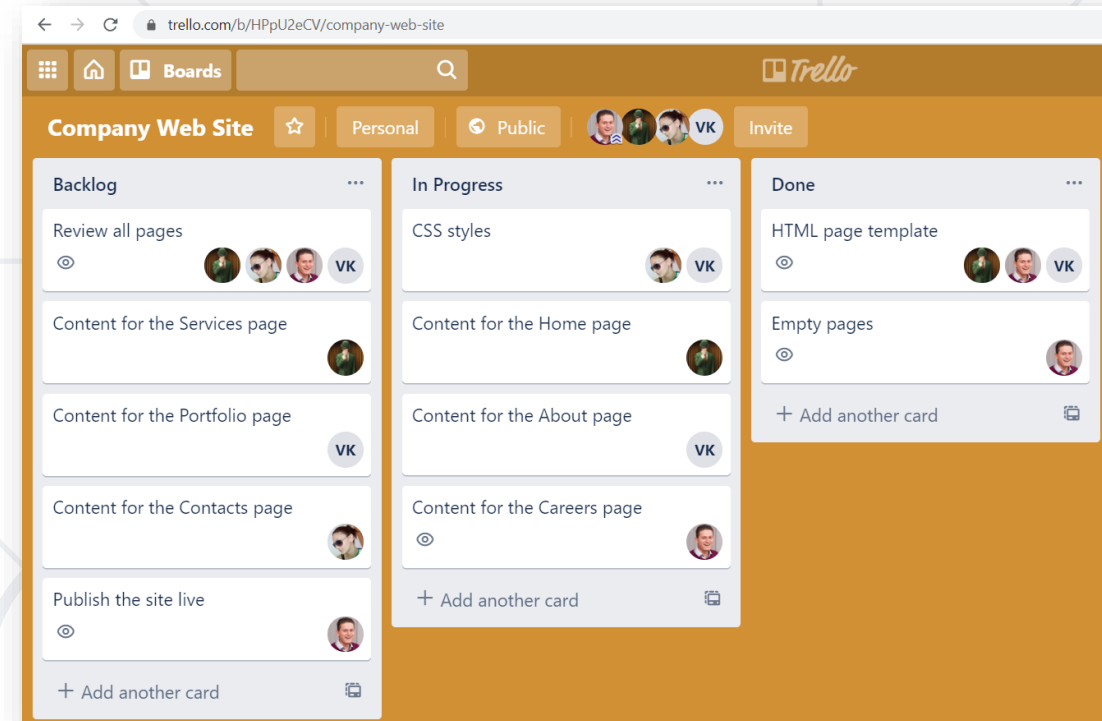 trello.com/b/HPpU2eCV/company-web-site
Boards
Trello
Company Web Site
Personal
Public
VK
Invite
Backlog
Review all pages
VK
Content for the Services page
Content for the Portfolio page
VK
Content for the Contacts page
Publish the site live
+ Add another card
In Progress
CSS styles
VK
Content for the Home page
Content for the About page
VK
Content for the Careers page
+ Add another card
Done
HTML page template
VK
Empty pages
+ Add another card